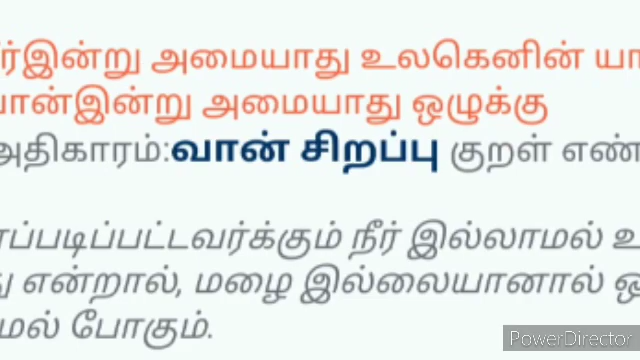 ர்இன்று அமையாது உலகெனின் யா
வான்இன்று அமையாது ஒழுக்கு
அதிகாரம்:வான் சிறப்பு குறள் எண்
ரப்படிப்பட்டவர்க்கும் நீர் இல்லாமல் உ
து என்றால், மழை இல்லையானால் ஒ
மல் போகும்.
PowerDirector